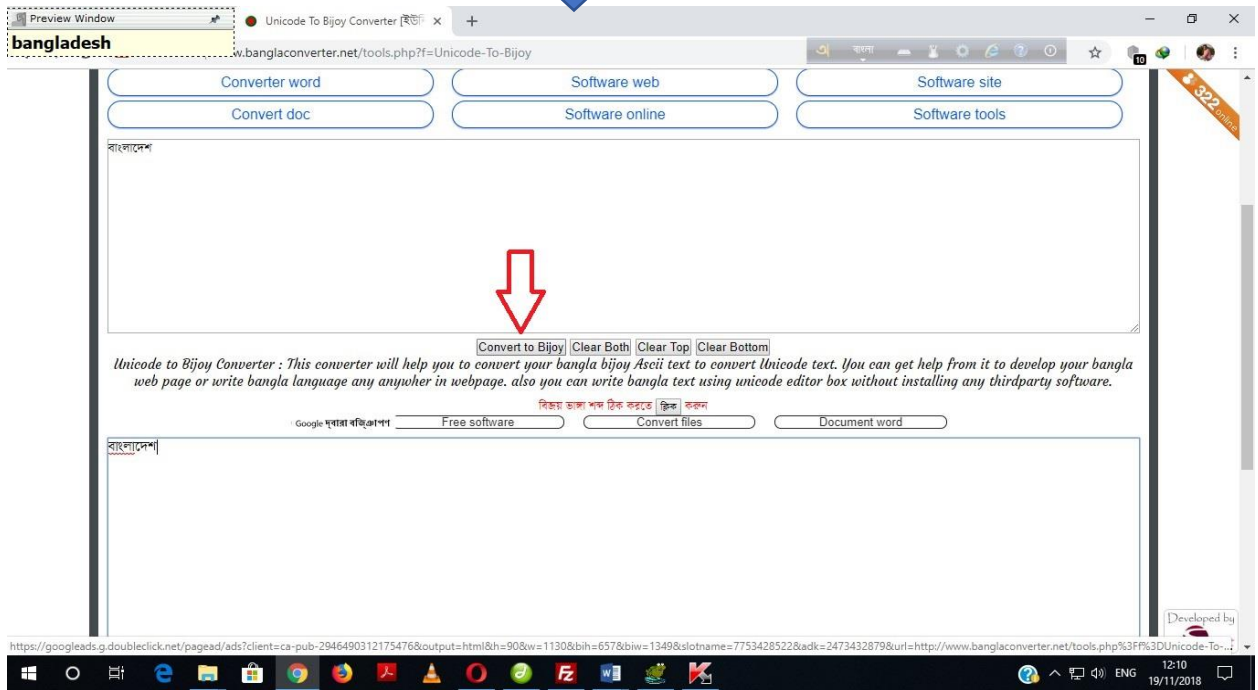 Preview Window
bangladesh
Unicode To Bijoy Converter [ইউনি
w.banglaconverter.net/tools.php?f=Unicode-To-Bijoy
বাংলা
10
Converter word Software web Software site
Convert doc Software online Software tools
322 online
বাংলাদেশ
Convert to Bijoy Clear Both Clear Top Clear Bottom
Unicode to Bijoy Converter : This converter will help you to convert your bangla bijoy Ascii text to convert Unicode text. You can get help from it to develop your bangla
web page or write bangla language any anywher in webpage. also you can write bangla text using unicode editor box without installing any thirdparty software.
বিজয় ভাঙ্গা শব্দ ঠিক করতে ক্লিক করুন
Google দ্বারা বিজ্ঞাপণ Free software Convert files Document word
বাংলাদেশ
Developed by
https://googleads.g.doubleclick.net/pagead/ads?client=ca-pub-2946490312175476&output=html&h=90&w=1130&bih=657&biw=1349&slotname=7753428522&adk=2473432879&url=http://www.banglaconverter.net/tools.php%3Ff%3DUnicode-To-...
ENG
12:10
19/11/2018